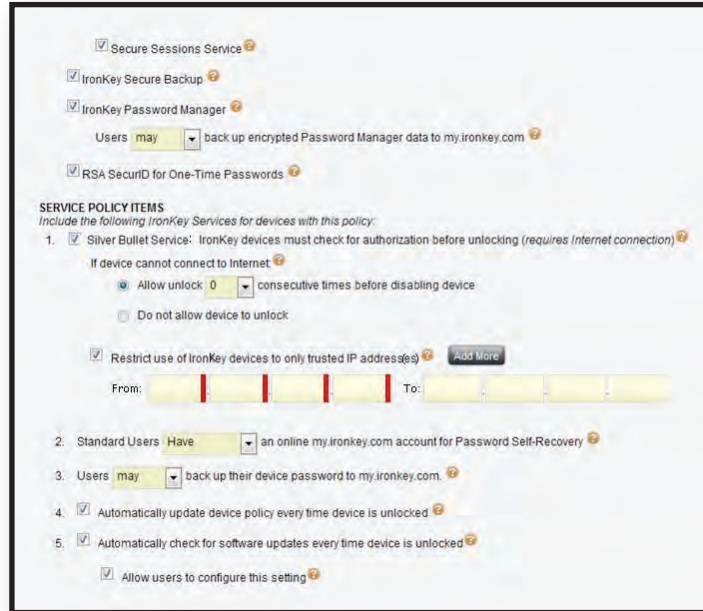 Secure Sessions Service ?
IronKey Secure Backup ?
IronKey Password Manager ?
Users may back up encrypted Password Manager data to my.ironkey.com ?
RSA SecurID for One-Time Passwords ?
SERVICE POLICY ITEMS
Include the following IronKey Services for devices with this policy:
1. Silver Bullet Service: IronKey devices must check for authorization before unlocking (requires Internet connection) ?
If device cannot connect to Internet: ?
Allow unlock 0 consecutive times before disabling device
Do not allow device to unlock
Restrict use of IronKey devices to only trusted IP address(es) ? Add More
From: . . . To: . . .
2. Standard Users Have an online my.ironkey.com account for Password Self-Recovery ?
3. Users may back up their device password to my.ironkey.com. ?
4. Automatically update device policy every time device is unlocked ?
5. Automatically check for software updates every time device is unlocked ?
Allow users to configure this setting ?